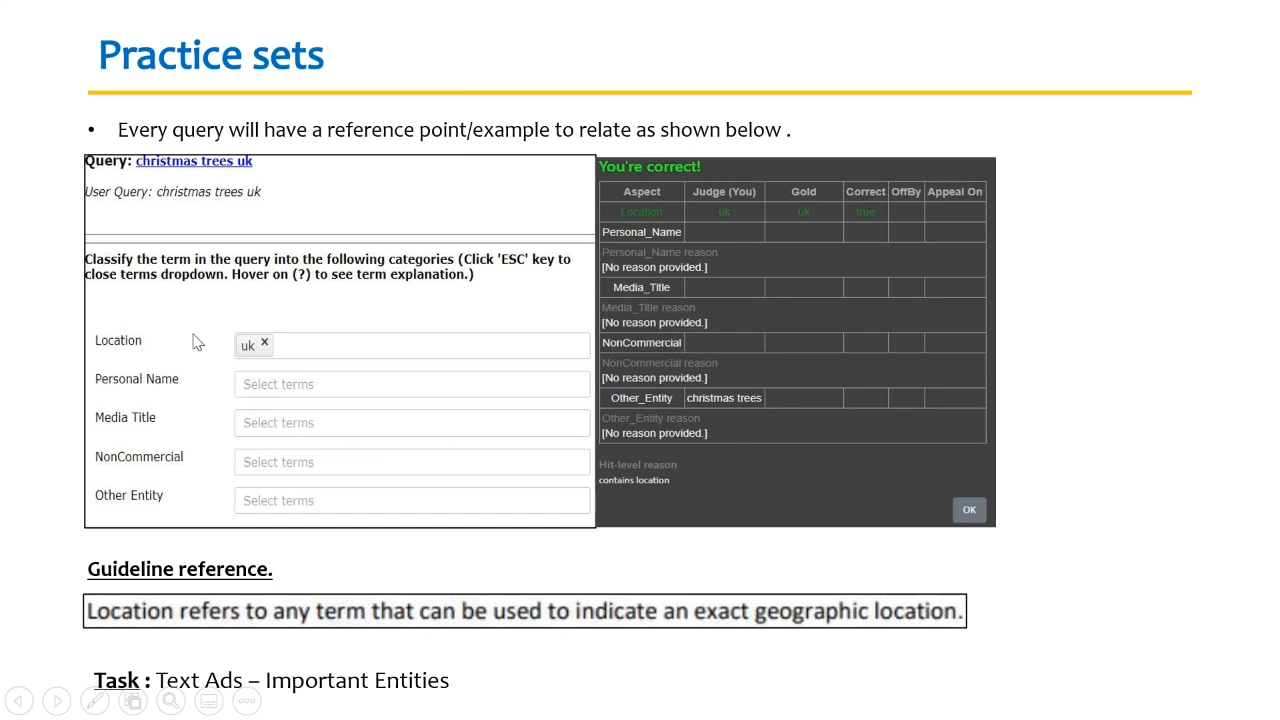 Practice sets
• Every query will have a reference point/example to relate as shown below .
Query: christmas trees uk
User Query: christmas trees uk
Classify the term in the query into the following categories (Click 'ESC' key to
close terms dropdown. Hover on (?) to see term explanation.)
Location uk ×
Personal Name Select terms
Media Title Select terms
NonCommercial Select terms
Other Entity Select terms
You're correct!
Aspect Judge (You) Gold Correct OffBy Appeal On
Location uk uk true
Personal_Name
Personal_Name reason
[No reason provided.]
Media_Title
Media_Title reason
[No reason provided.]
NonCommercial
NonCommercial reason
[No reason provided.]
Other_Entity christmas trees
Other_Entity reason
[No reason provided.]
Hit-level reason
contains location
OK
Guideline reference.
Location refers to any term that can be used to indicate an exact geographic location.
Task : Text Ads – Important Entities